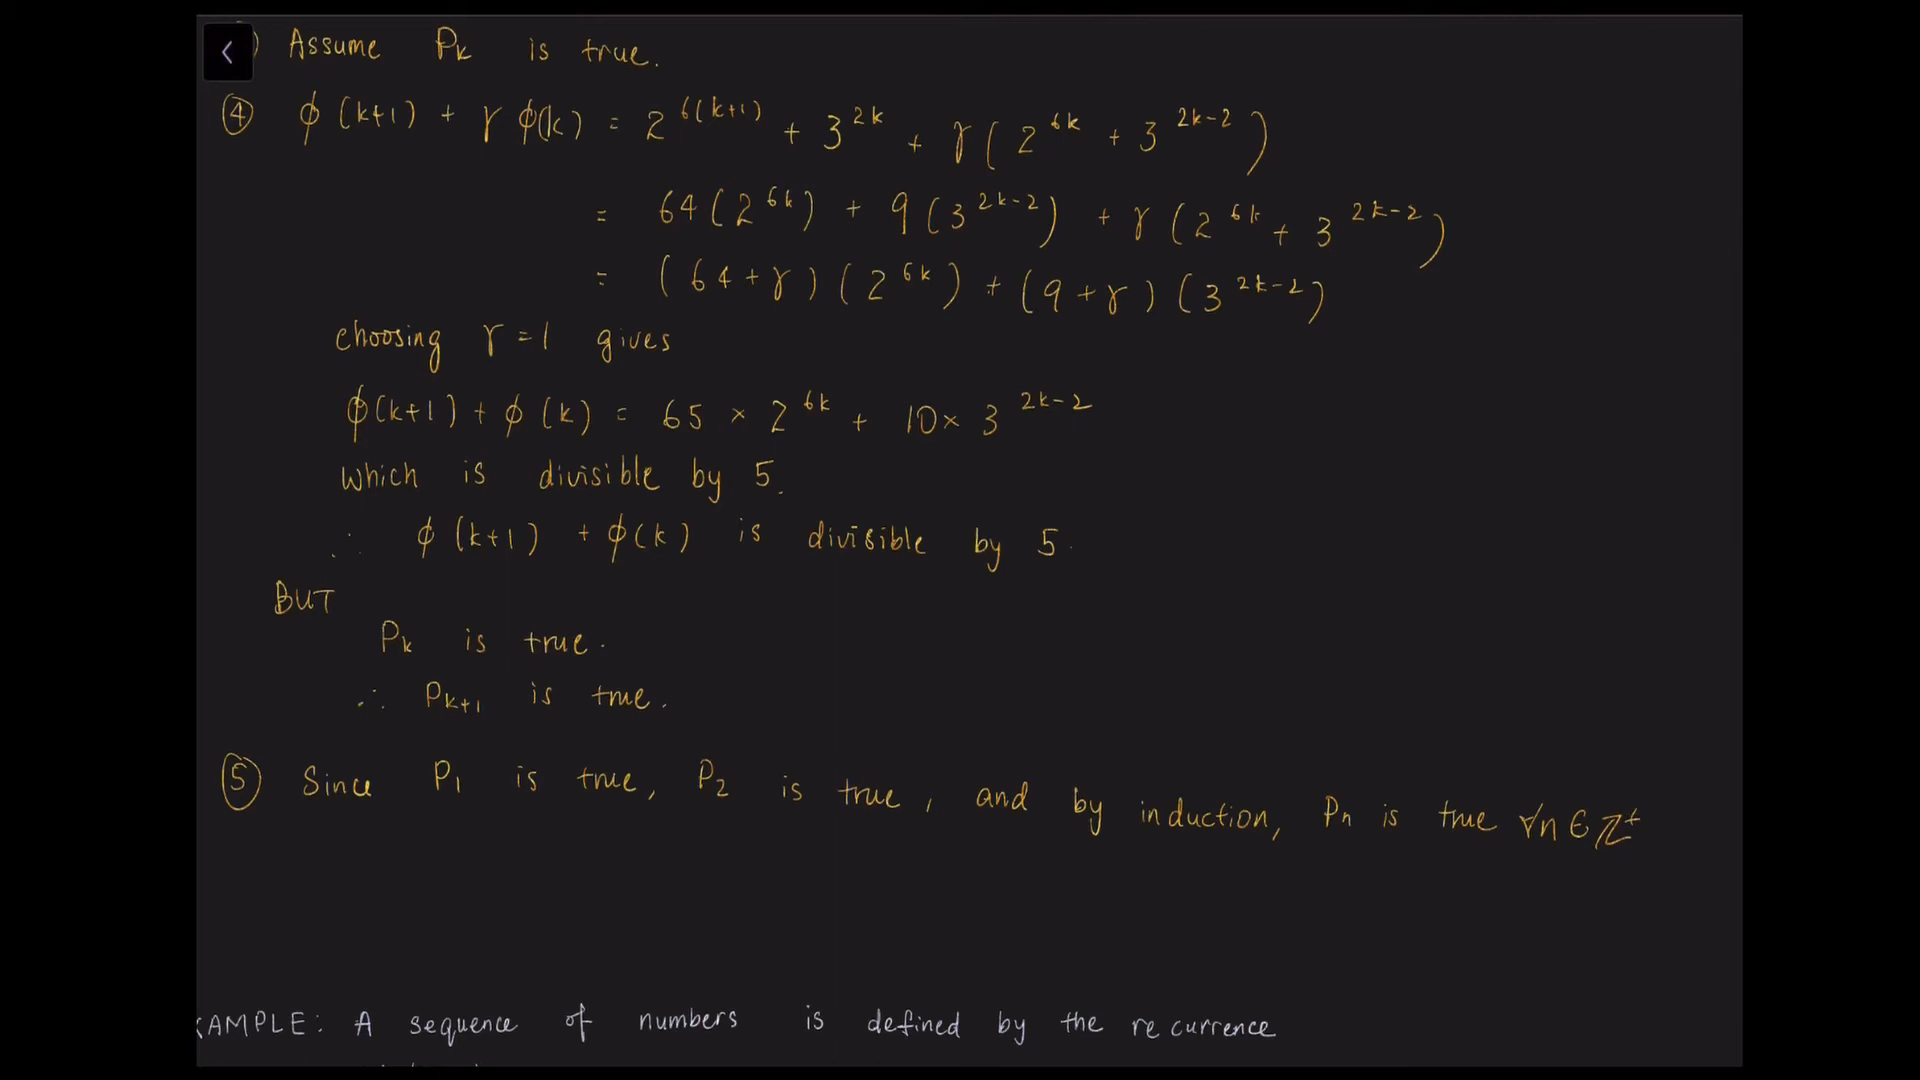 ) Assume Pk is true.
④ ϕ(k+1) + γ ϕ(k) = 2^{6(k+1)} + 3^{2k} + γ(2^{6k} + 3^{2k-2})
= 64(2^{6k}) + 9(3^{2k-2}) + γ(2^{6k} + 3^{2k-2})
= (64+γ)(2^{6k}) + (9+γ)(3^{2k-2})
choosing γ=1 gives
ϕ(k+1) + ϕ(k) = 65 × 2^{6k} + 10 × 3^{2k-2}
which is divisible by 5.
∴ ϕ(k+1) + ϕ(k) is divisible by 5.
BUT
Pk is true.
∴ Pk+1 is true.
⑤ Since P1 is true, P2 is true, and by induction, Pn is true ∀n∈ℤ⁺
XAMPLE: A sequence of numbers is defined by the recurrence